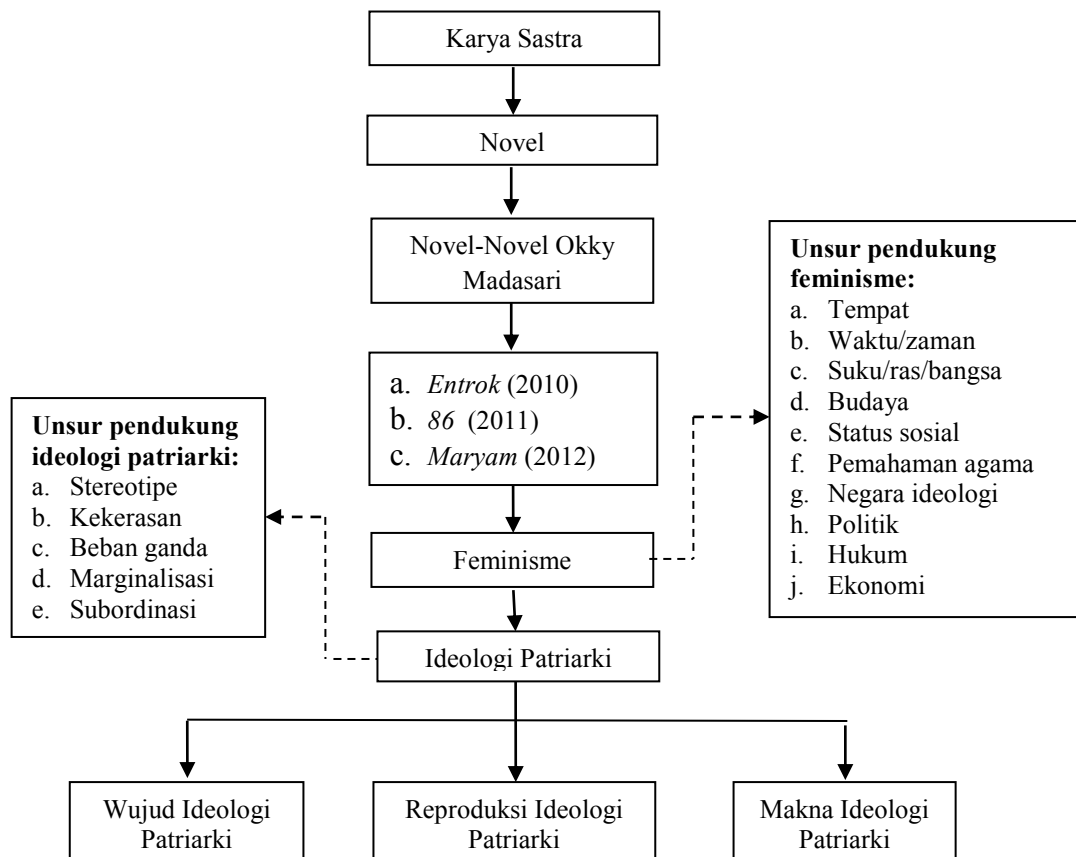 Karya Sastra
Novel
Novel-Novel Okky
Madasari
a. Entrok (2010)
b. 86 (2011)
c. Maryam (2012)
Unsur pendukung
feminisme:
a. Tempat
b. Waktu/zaman
c. Suku/ras/bangsa
d. Budaya
e. Status sosial
f. Pemahaman agama
g. Negara ideologi
h. Politik
i. Hukum
j. Ekonomi
Unsur pendukung
ideologi patriarki:
a. Stereotipe
b. Kekerasan
c. Beban ganda
d. Marginalisasi
e. Subordinasi
Feminisme
Ideologi Patriarki
Wujud Ideologi
Patriarki
Reproduksi Ideologi
Patriarki
Makna Ideologi
Patriarki